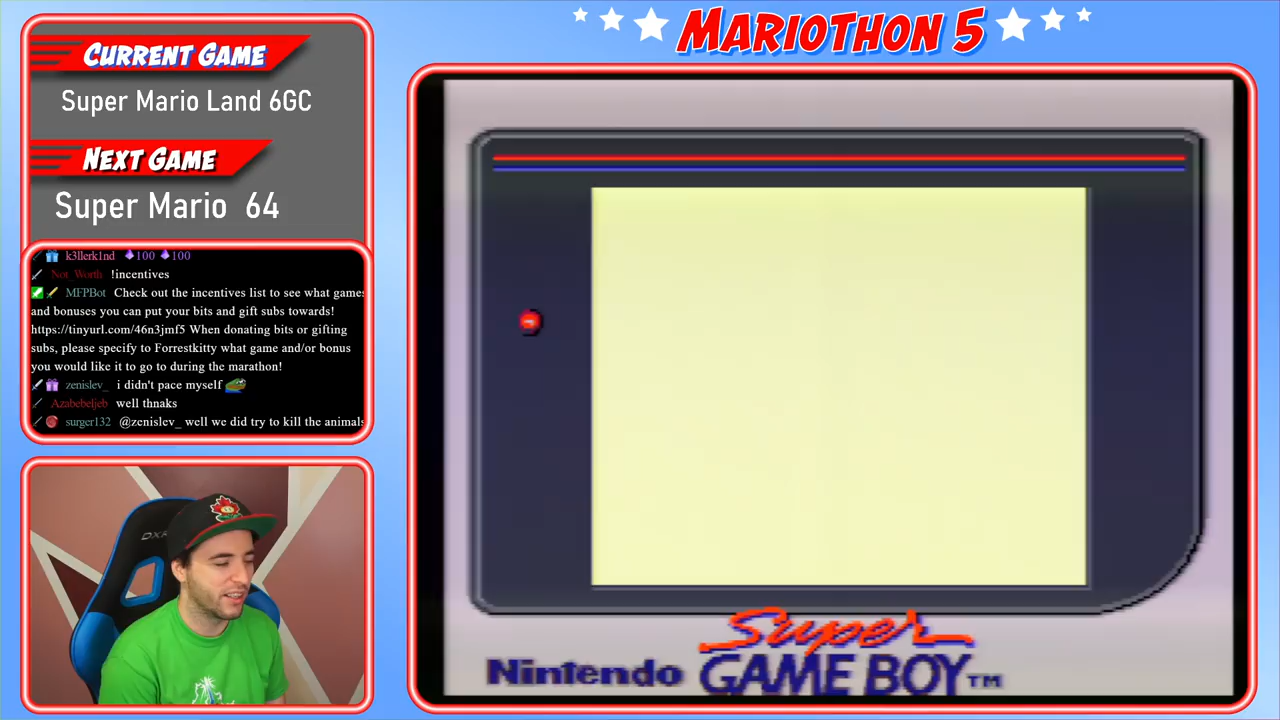 MARIOTHON 5
CURRENT GAME
Super Mario Land 6GC
NEXT GAME
Super Mario 64
k3llerk1nd 100 100
Not_Worth !incentives
MFPBot Check out the incentives list to see what games
and bonuses you can put your bits and gift subs towards!
https://tinyurl.com/46n3jmf5 When donating bits or gifting
subs, please specify to Forrestkitty what game and/or bonus
you would like it to go to during the marathon!
zenislev_ i didn't pace myself
Azabebeljeb well thnaks
surger132 @zenislev_ well we did try to kill the animals
DXR
Super
Nintendo GAME BOY TM